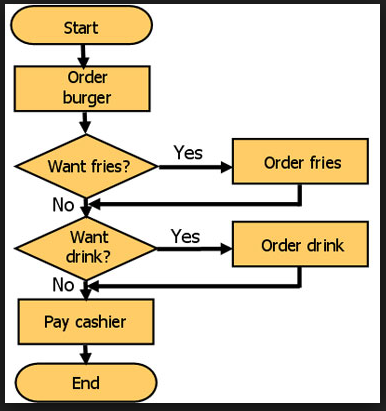 Start
Order
burger
Want fries?
Yes
Order fries
No
Want
drink?
Yes
Order drink
No
Pay cashier
End